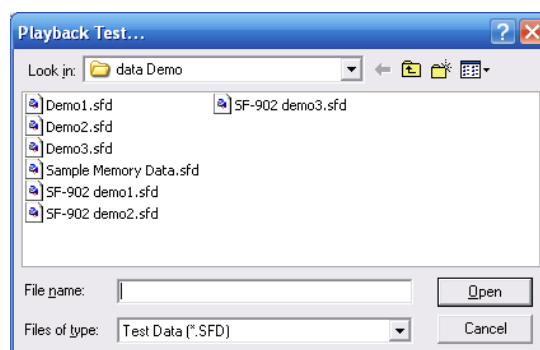 Playback Test...
Look in: data Demo
Demo1.sfd
Demo2.sfd
Demo3.sfd
Sample Memory Data.sfd
SF-902 demo1.sfd
SF-902 demo2.sfd
SF-902 demo3.sfd
File name: Open
Files of type: Test Data (*.SFD) Cancel